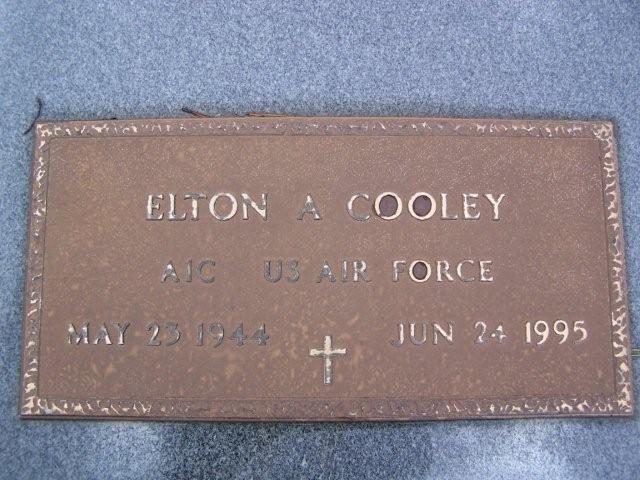 ELTON A COOLEY
A1C US AIR FORCE
MAY 23 1944 JUN 24 1995